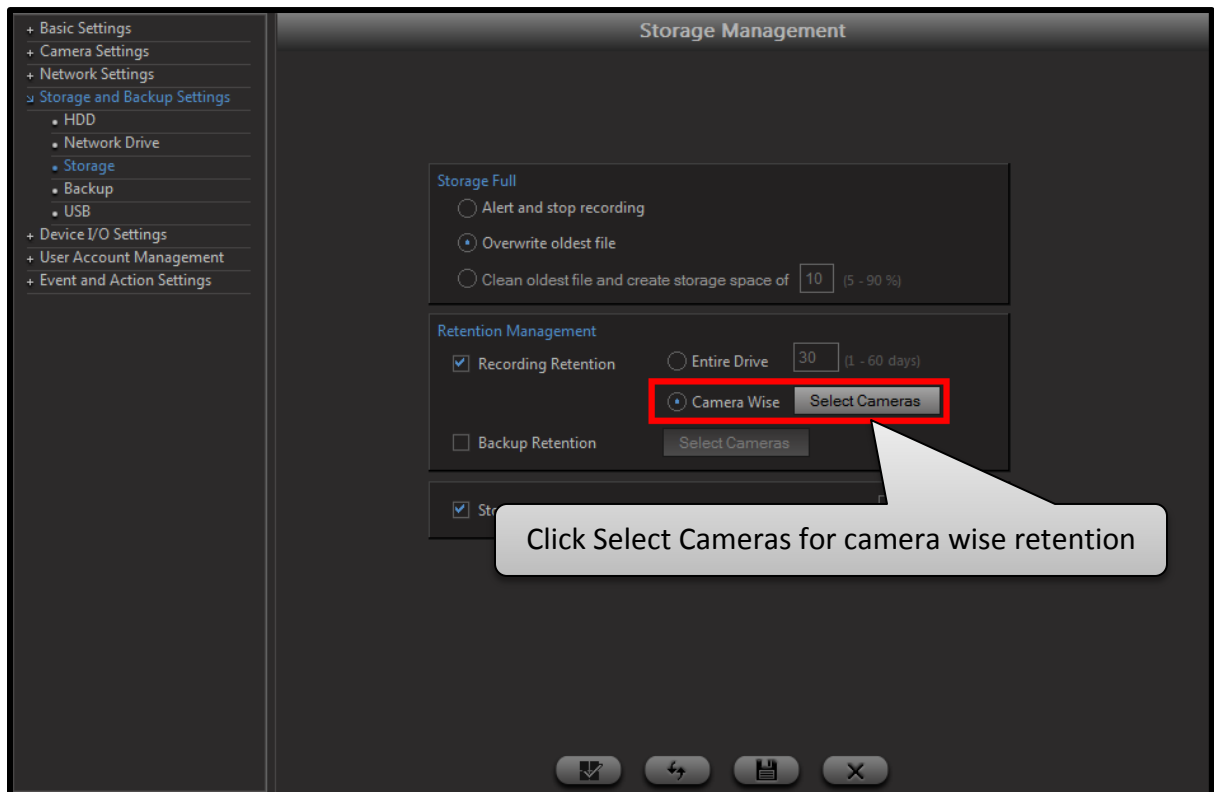 Storage Management
+ Basic Settings
+ Camera Settings
+ Network Settings
Storage and Backup Settings
• HDD
• Network Drive
• Storage
• Backup
• USB
+ Device I/O Settings
+ User Account Management
+ Event and Action Settings
Storage Full
Alert and stop recording
Overwrite oldest file
Clean oldest file and create storage space of 10 (5 - 90 %)
Retention Management
Recording Retention
Entire Drive 30 (1 - 60 days)
Camera Wise Select Cameras
Backup Retention Select Cameras
Click Select Cameras for camera wise retention